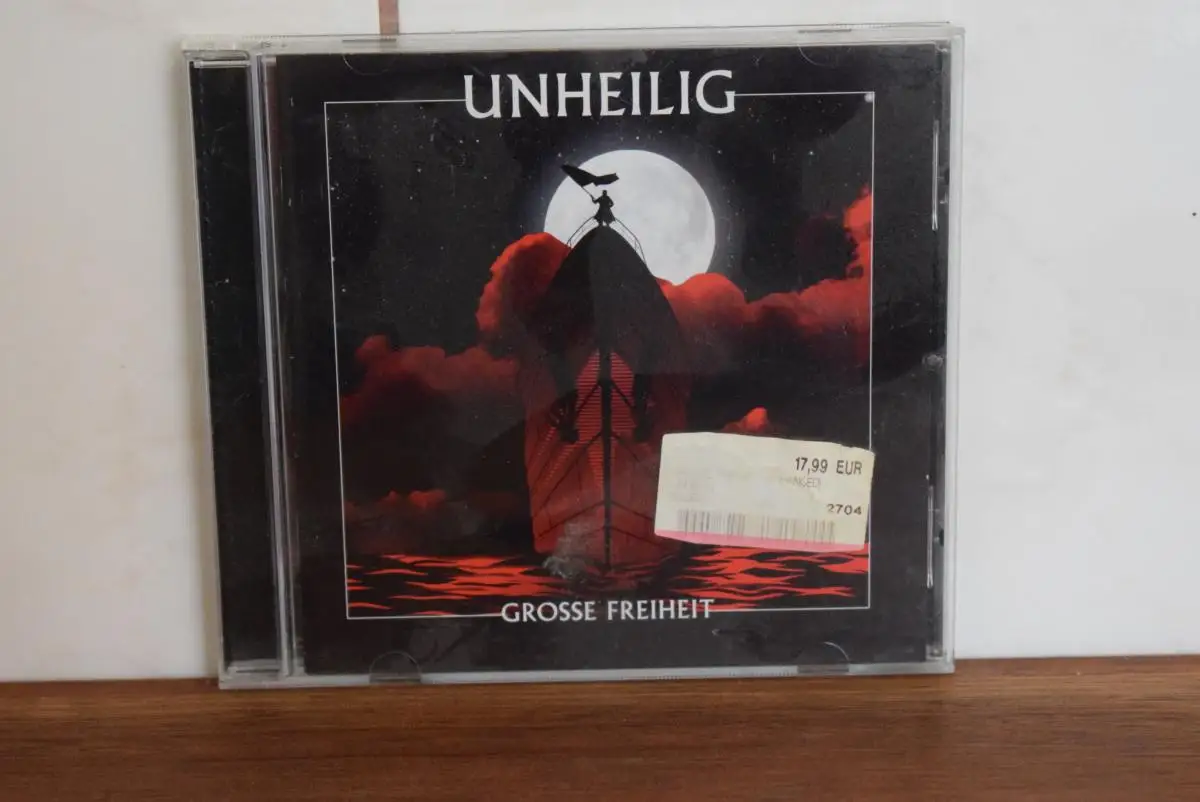 UNHEILIG
17,99 EUR
2704
GROSSE FREIHEIT